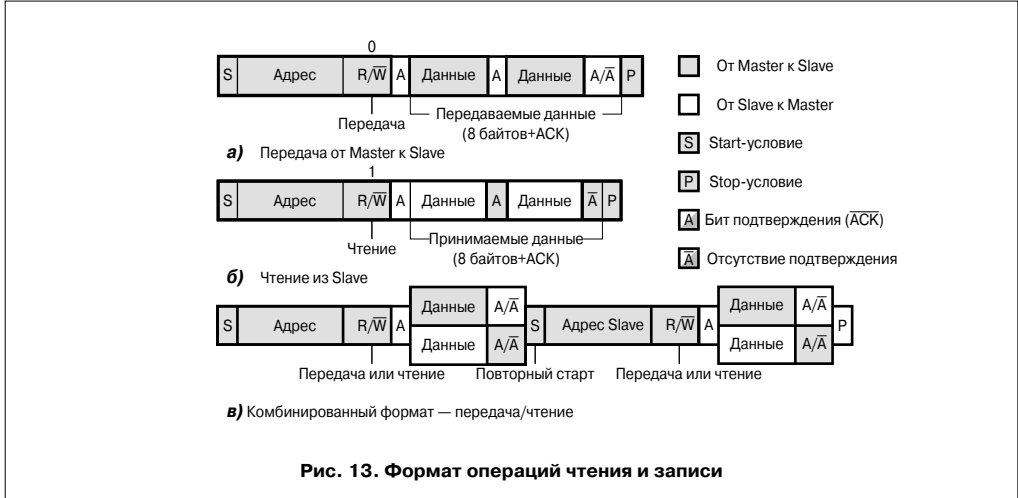 0
S Адрес R/W̅ A Данные A Данные A/A̅ P
Передача
Передаваемые данные
(8 байтов+ACK)
а) Передача от Master к Slave
1
S Адрес R/W̅ A Данные A Данные A̅ P
Чтение
Принимаемые данные
(8 байтов+ACK)
б) Чтение из Slave
Данные A/A̅ Данные A/A̅
S Адрес R/W̅ A S Адрес Slave R/W̅ A P
Данные A/A̅ Данные A/A̅
Передача или чтение Повторный старт Передача или чтение
в) Комбинированный формат — передача/чтение
От Master к Slave
От Slave к Master
S Start-условие
P Stop-условие
A Бит подтверждения (A̅C̅K̅)
A̅ Отсутствие подтверждения
Рис. 13. Формат операций чтения и записи